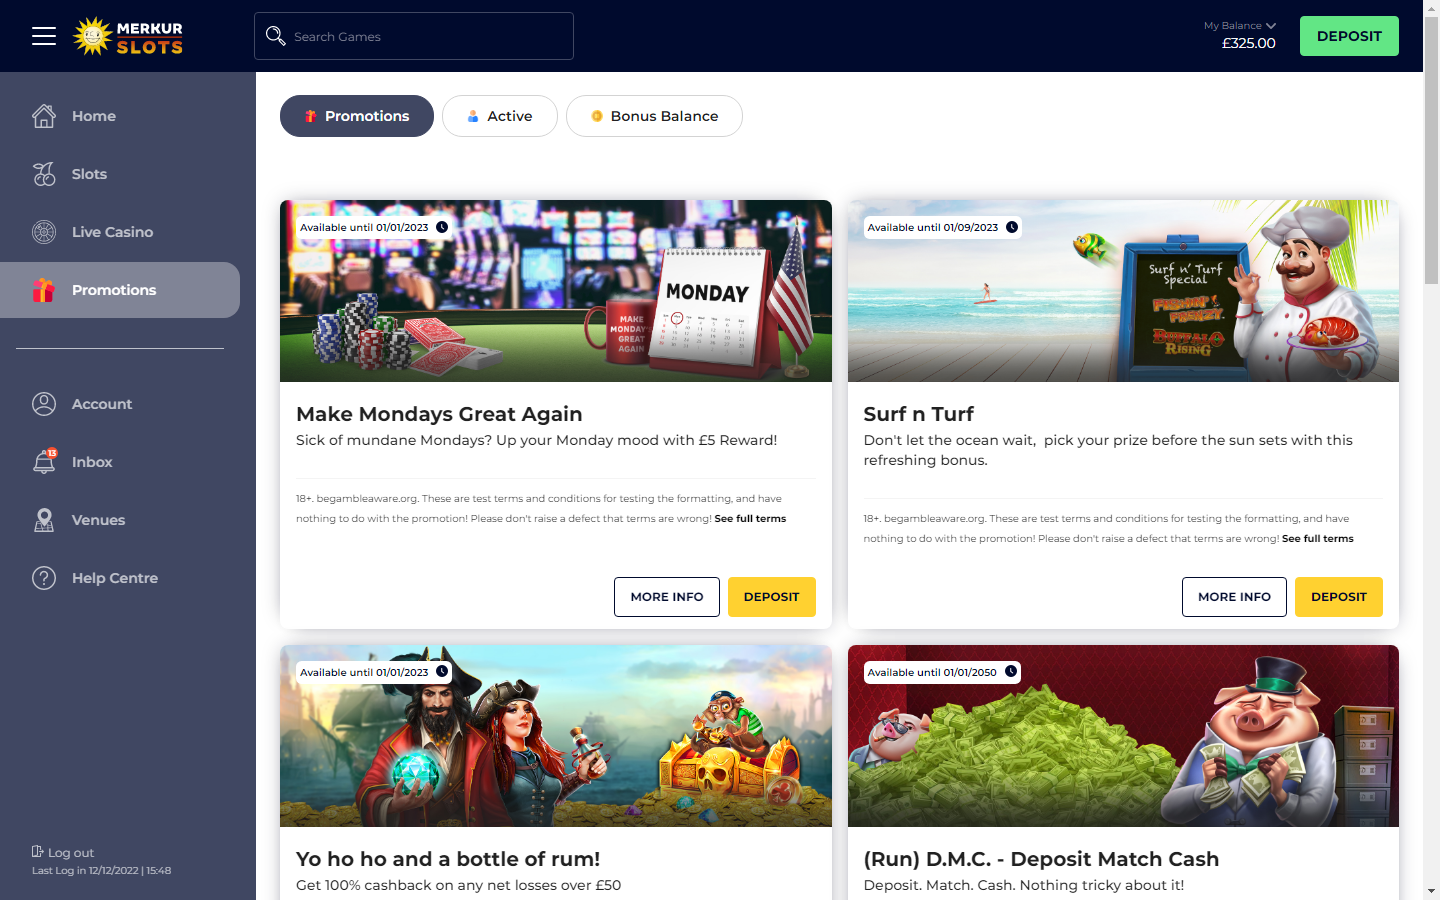 MERKUR
SLOTS
Search Games
My Balance
£325.00
DEPOSIT
Home
Slots
Live Casino
Promotions
Account
13
Inbox
Venues
Help Centre
Log out
Last Log in 12/12/2022 | 15:48
Promotions
Active
Bonus Balance
Available until 01/01/2023
MONDAY
MAKE
MONDAY'S
GREAT
AGAIN
Make Mondays Great Again
Sick of mundane Mondays? Up your Monday mood with £5 Reward!
18+. begambleaware.org. These are test terms and conditions for testing the formatting, and have
nothing to do with the promotion! Please don't raise a defect that terms are wrong! See full terms
MORE INFO
DEPOSIT
Available until 01/09/2023
Surf n' Turf
Special
FISHIN'
FRENZY
BUFFALO
RISING
Surf n Turf
Don't let the ocean wait,  pick your prize before the sun sets with this
refreshing bonus.
18+. begambleaware.org. These are test terms and conditions for testing the formatting, and have
nothing to do with the promotion! Please don't raise a defect that terms are wrong! See full terms
MORE INFO
DEPOSIT
Available until 01/01/2023
Yo ho ho and a bottle of rum!
Get 100% cashback on any net losses over £50
Available until 01/01/2050
(Run) D.M.C. - Deposit Match Cash
Deposit. Match. Cash. Nothing tricky about it!